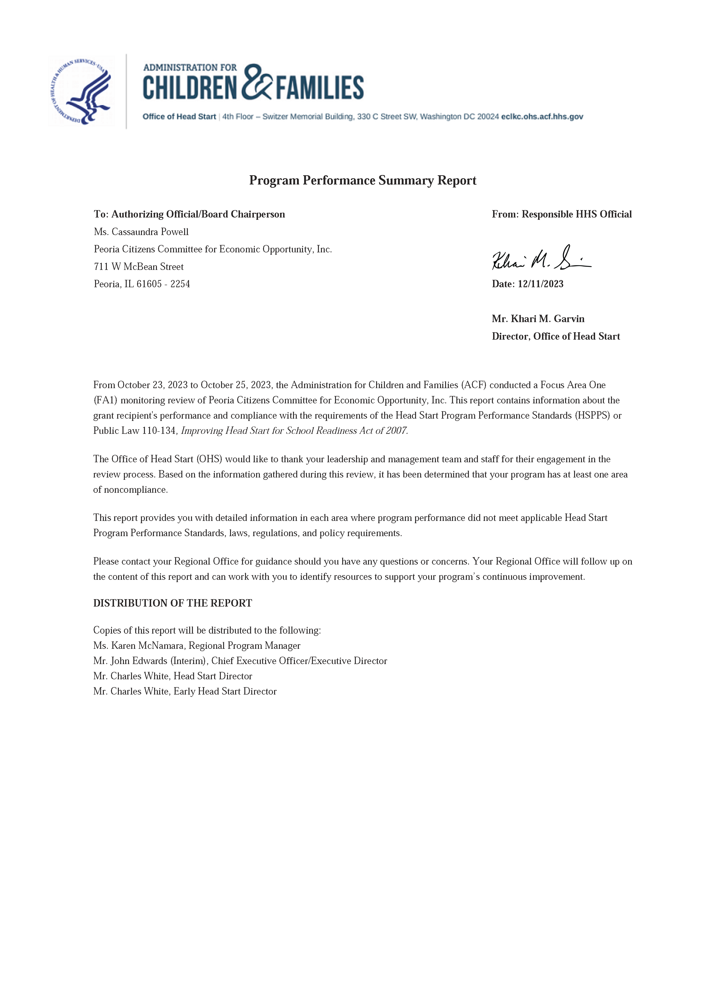 DEPARTMENT OF HEALTH & HUMAN SERVICES · USA
ADMINISTRATION FOR
CHILDREN & FAMILIES
Office of Head Start | 4th Floor – Switzer Memorial Building, 330 C Street SW, Washington DC 20024 eclkc.ohs.acf.hhs.gov
Program Performance Summary Report
To: Authorizing Official/Board Chairperson
Ms. Cassaundra Powell
Peoria Citizens Committee for Economic Opportunity, Inc.
711 W McBean Street
Peoria, IL 61605 - 2254
From: Responsible HHS Official
Khari M. G
Date: 12/11/2023
Mr. Khari M. Garvin
Director, Office of Head Start
From October 23, 2023 to October 25, 2023, the Administration for Children and Families (ACF) conducted a Focus Area One
(FA1) monitoring review of Peoria Citizens Committee for Economic Opportunity, Inc. This report contains information about the
grant recipient's performance and compliance with the requirements of the Head Start Program Performance Standards (HSPPS) or
Public Law 110-134, Improving Head Start for School Readiness Act of 2007.
The Office of Head Start (OHS) would like to thank your leadership and management team and staff for their engagement in the
review process. Based on the information gathered during this review, it has been determined that your program has at least one area
of noncompliance.
This report provides you with detailed information in each area where program performance did not meet applicable Head Start
Program Performance Standards, laws, regulations, and policy requirements.
Please contact your Regional Office for guidance should you have any questions or concerns. Your Regional Office will follow up on
the content of this report and can work with you to identify resources to support your program’s continuous improvement.
DISTRIBUTION OF THE REPORT
Copies of this report will be distributed to the following:
Ms. Karen McNamara, Regional Program Manager
Mr. John Edwards (Interim), Chief Executive Officer/Executive Director
Mr. Charles White, Head Start Director
Mr. Charles White, Early Head Start Director